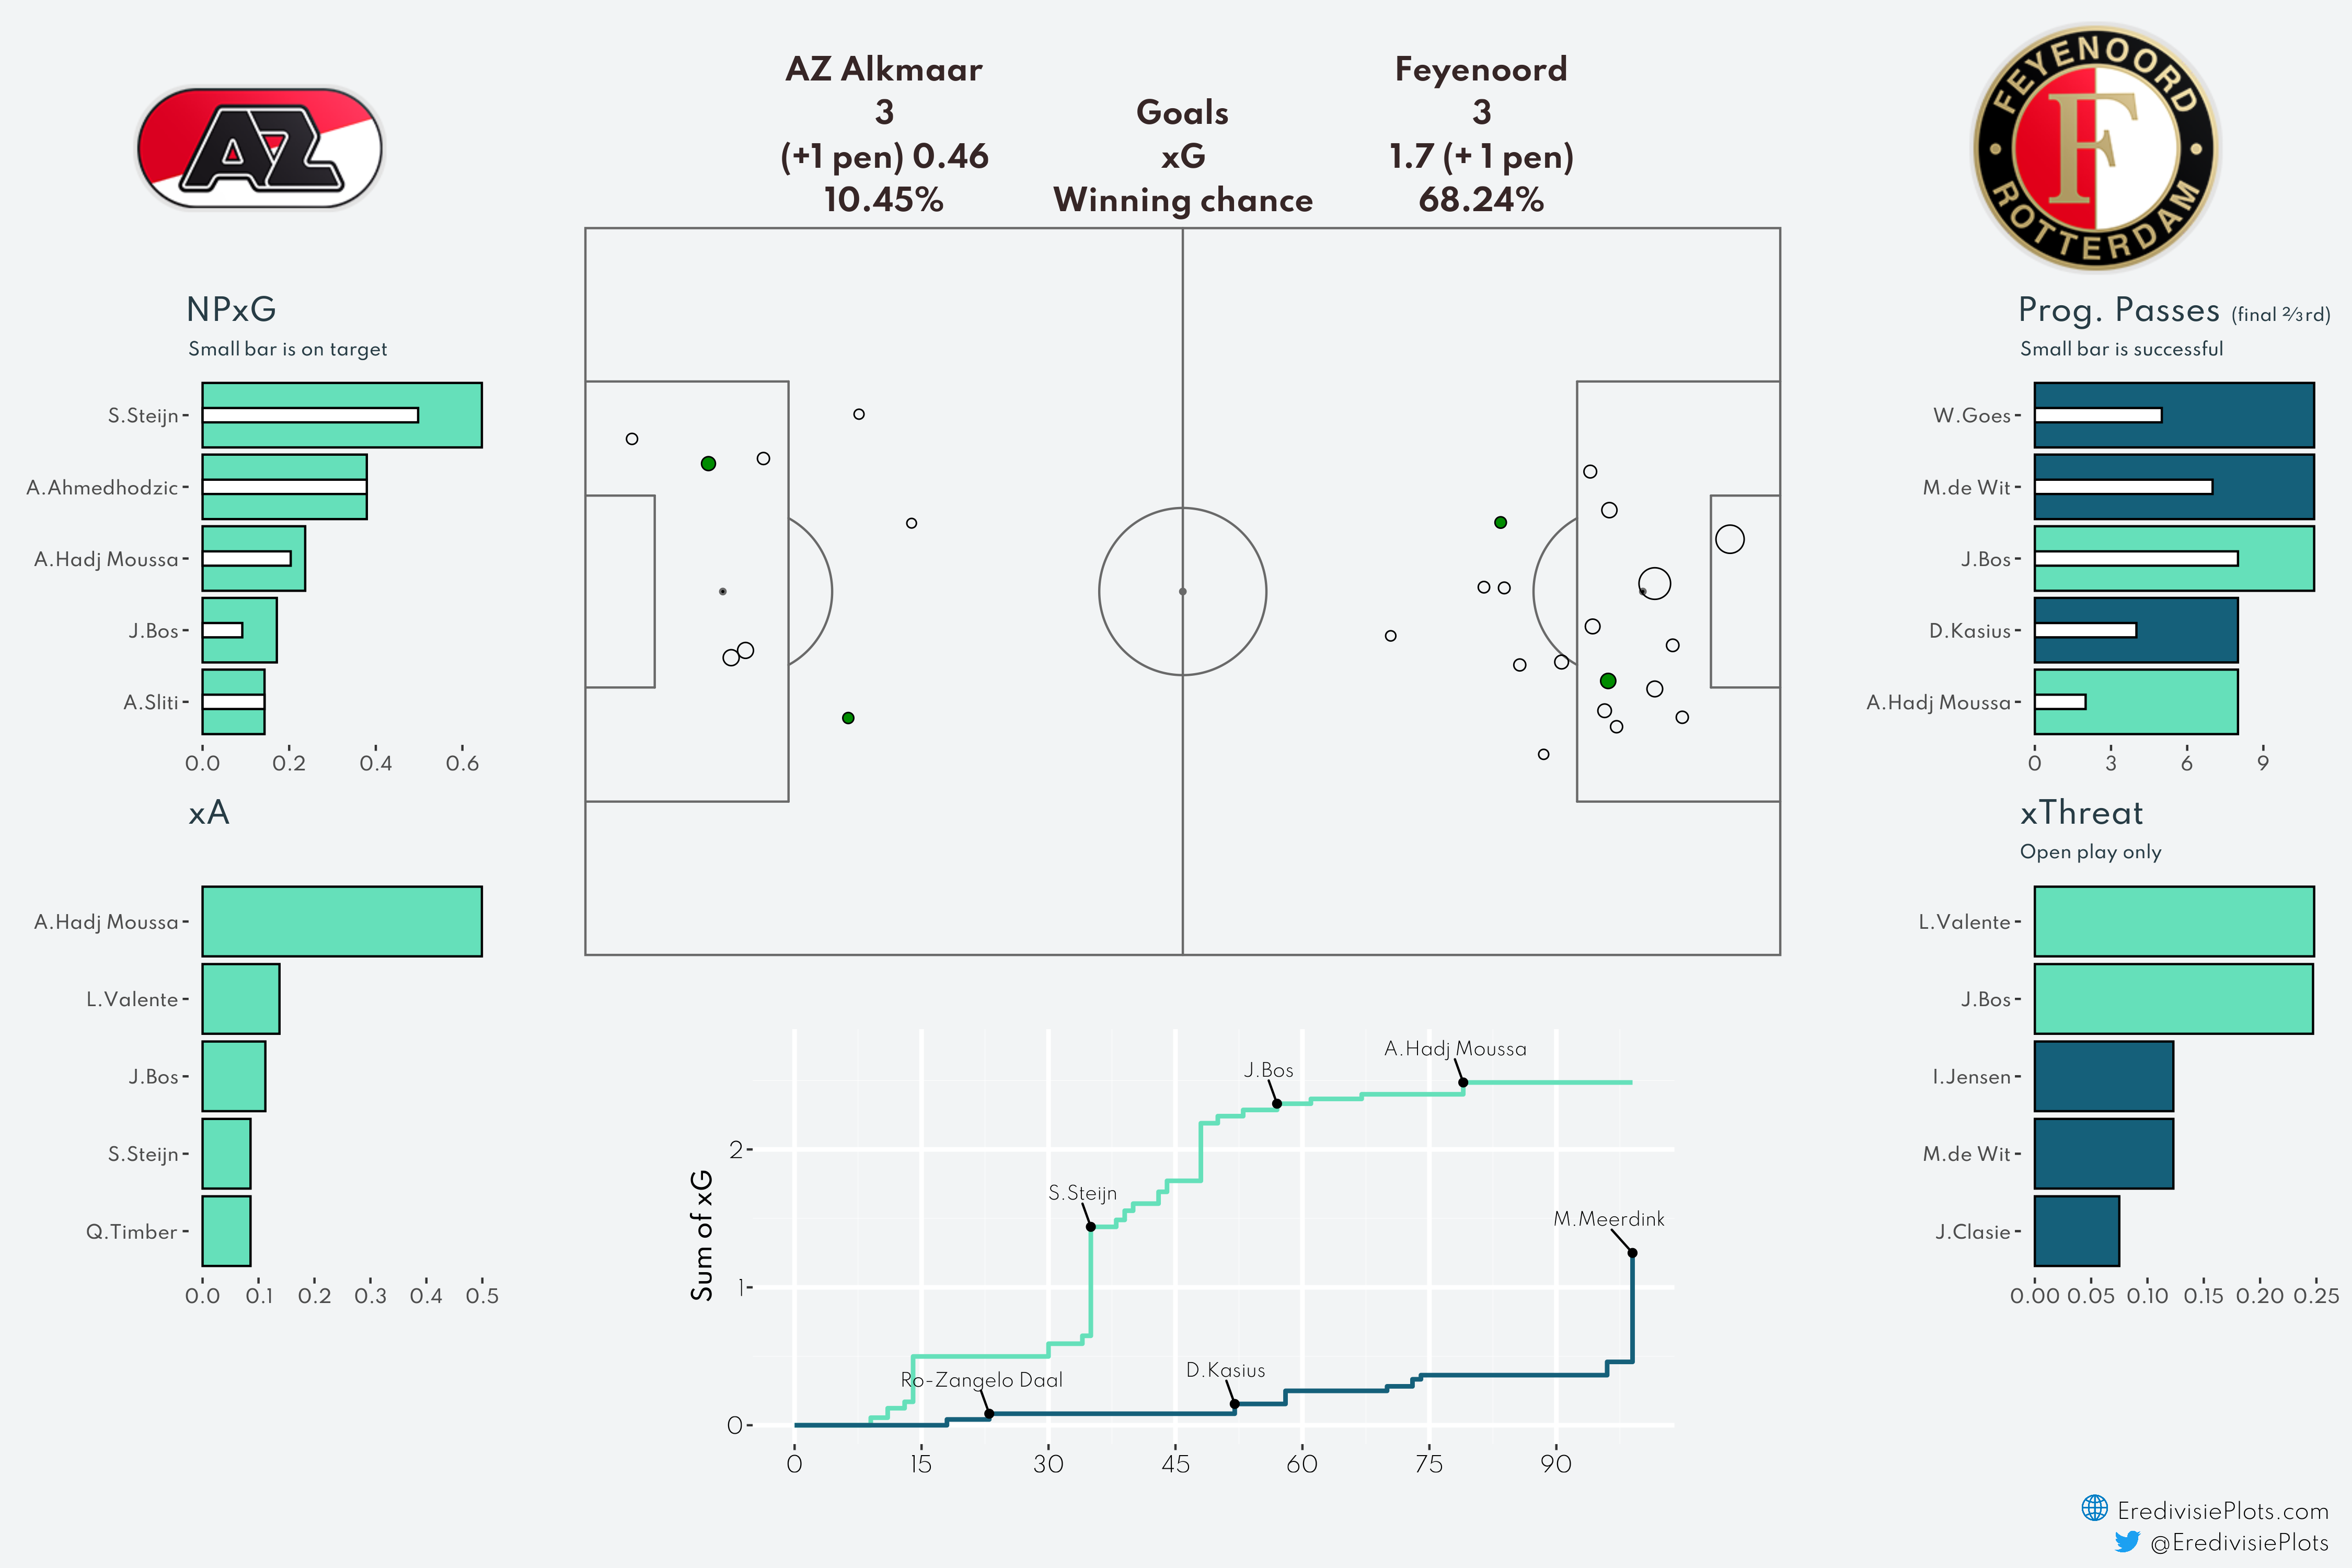 AZ Alkmaar
3
(+1 pen) 0.46
10.45%
Goals
xG
Winning chance
Feyenoord
3
1.7 (+ 1 pen)
68.24%
AZ
FEYENOORD
F
ROTTERDAM
NPxG
Small bar is on target
S.Steijn
A.Ahmedhodzic
A.Hadj Moussa
J.Bos
A.Sliti
0.0 0.2 0.4 0.6
xA
A.Hadj Moussa
L.Valente
J.Bos
S.Steijn
Q.Timber
0.0 0.1 0.2 0.3 0.4 0.5
Prog. Passes (final ⅔rd)
Small bar is successful
W.Goes
M.de Wit
J.Bos
D.Kasius
A.Hadj Moussa
0 3 6 9
xThreat
Open play only
L.Valente
J.Bos
I.Jensen
M.de Wit
J.Clasie
0.00 0.05 0.10 0.15 0.20 0.25
Sum of xG
2
1
0
A.Hadj Moussa
J.Bos
S.Steijn
M.Meerdink
D.Kasius
Ro-Zangelo Daal
0 15 30 45 60 75 90
EredivisiePlots.com
@EredivisiePlots